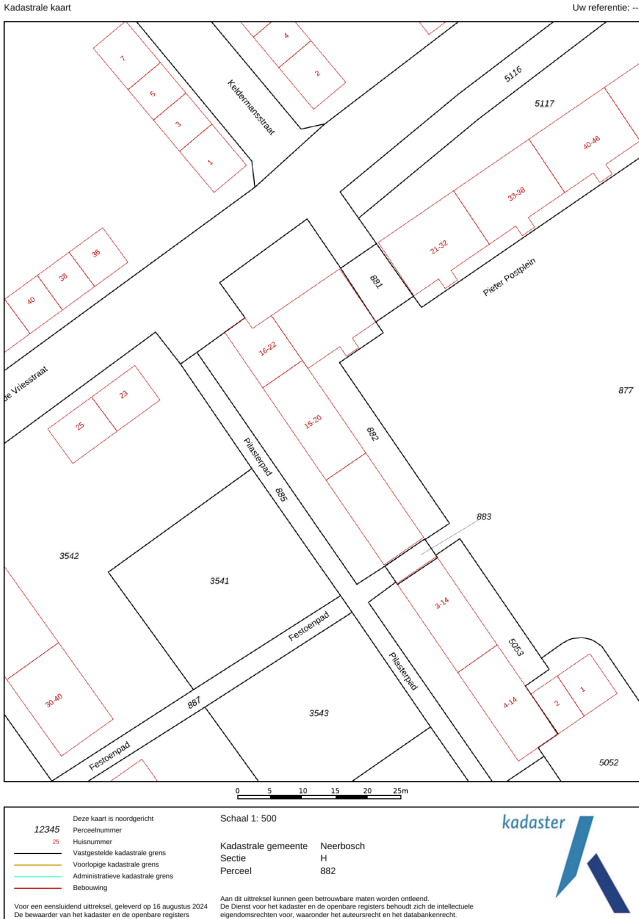 Kadastrale kaart
Uw referentie: --
7
5
3
1
4
2
Keldermansstraat
5116
5117
40-46
33-38
21-32
36
38
40
881
Pieter Postplein
de Vriesstraat
16-22
23
25
15-20
877
882
Pilasterpad
885
883
3542
3541
3-14
Festoenpad
5053
Pilasterpad
30-40
887
3543
4-14
2
1
Festoenpad
5052
0 5 10 15 20 25m
Deze kaart is noordgericht
12345 Perceelnummer
25 Huisnummer
Vastgestelde kadastrale grens
Voorlopige kadastrale grens
Administratieve kadastrale grens
Bebouwing
Voor een eensluidend uittreksel, geleverd op 16 augustus 2024
De bewaarder van het kadaster en de openbare registers
Schaal 1: 500
Kadastrale gemeente Neerbosch
Sectie H
Perceel 882
Aan dit uittreksel kunnen geen betrouwbare maten worden ontleend.
De Dienst voor het kadaster en de openbare registers behoudt zich de intellectuele
eigendomsrechten voor, waaronder het auteursrecht en het databankenrecht.
kadaster